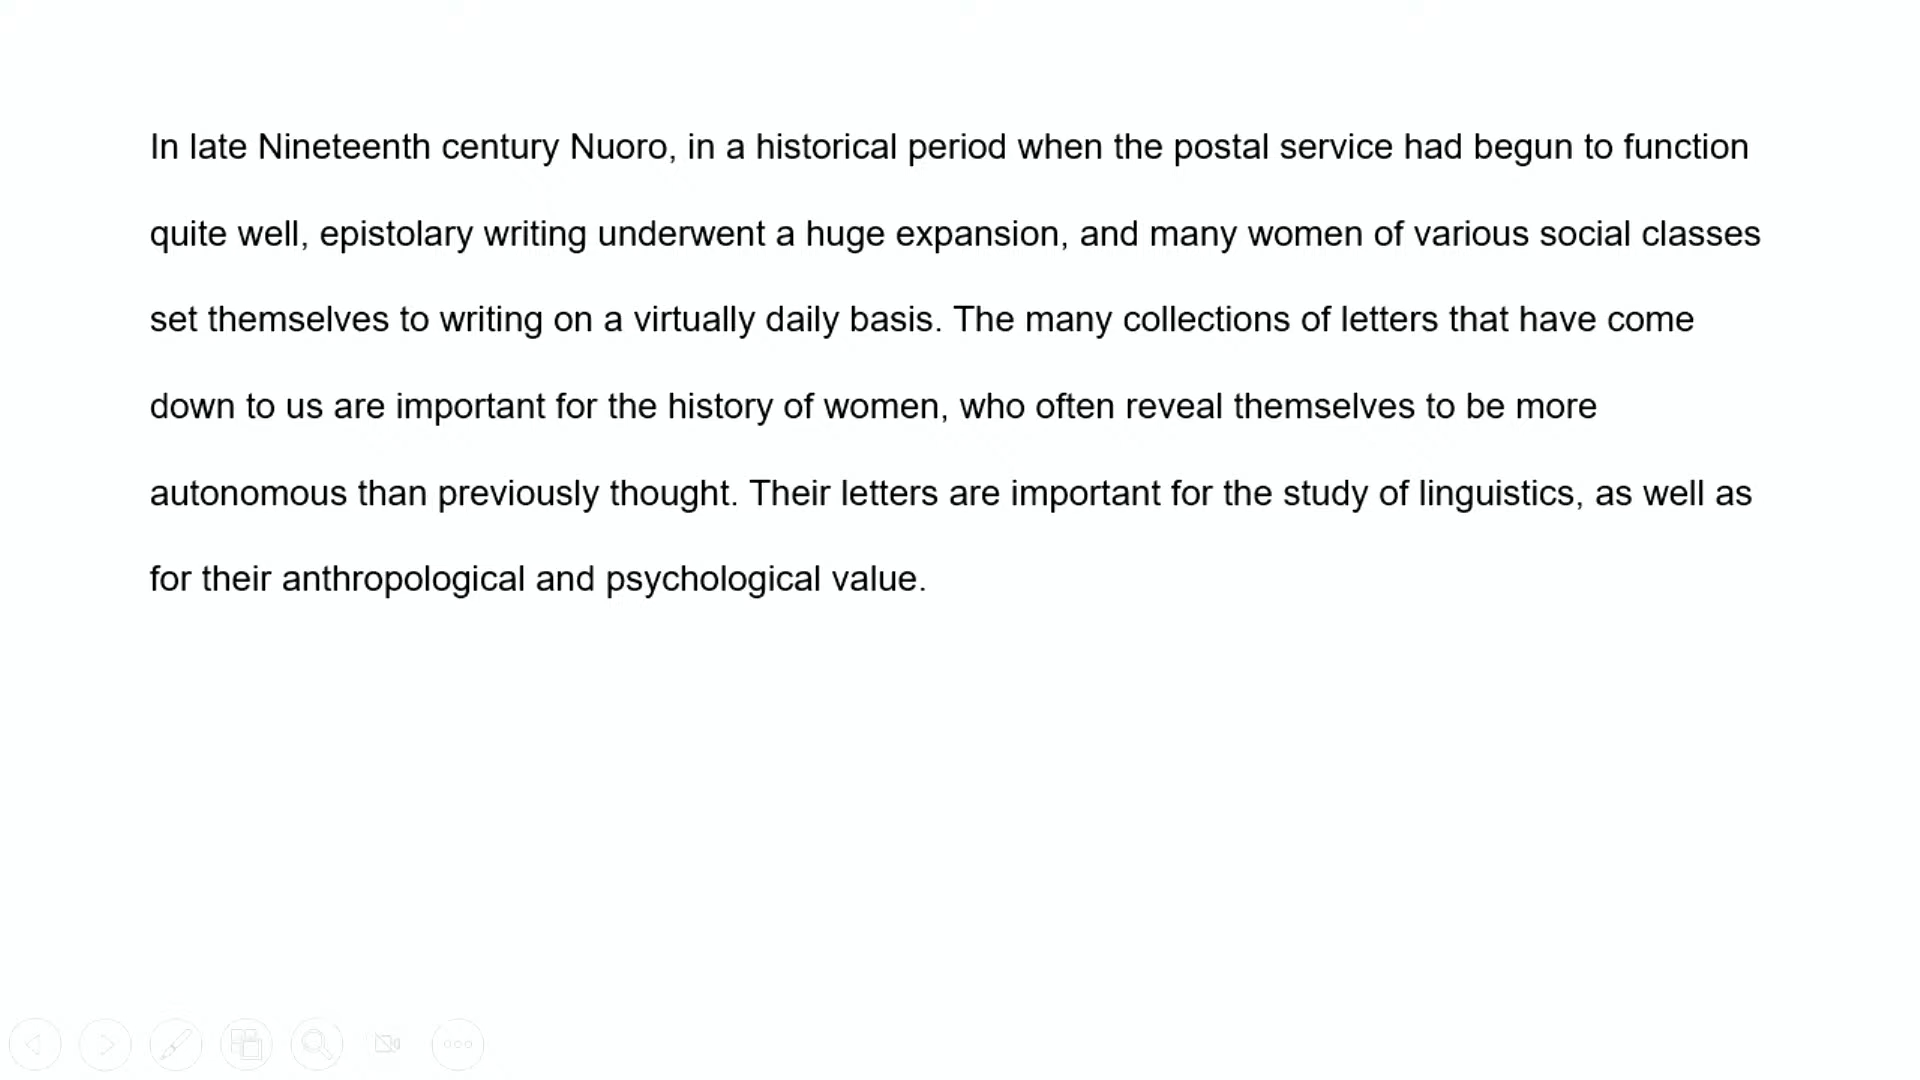 In late Nineteenth century Nuoro, in a historical period when the postal service had begun to function
quite well, epistolary writing underwent a huge expansion, and many women of various social classes
set themselves to writing on a virtually daily basis. The many collections of letters that have come
down to us are important for the history of women, who often reveal themselves to be more
autonomous than previously thought. Their letters are important for the study of linguistics, as well as
for their anthropological and psychological value.